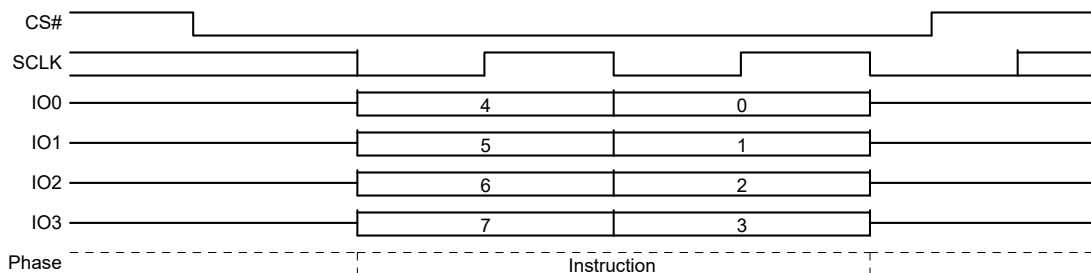 CS#
SCLK
IO0 4 0
IO1 5 1
IO2 6 2
IO3 7 3
Phase Instruction